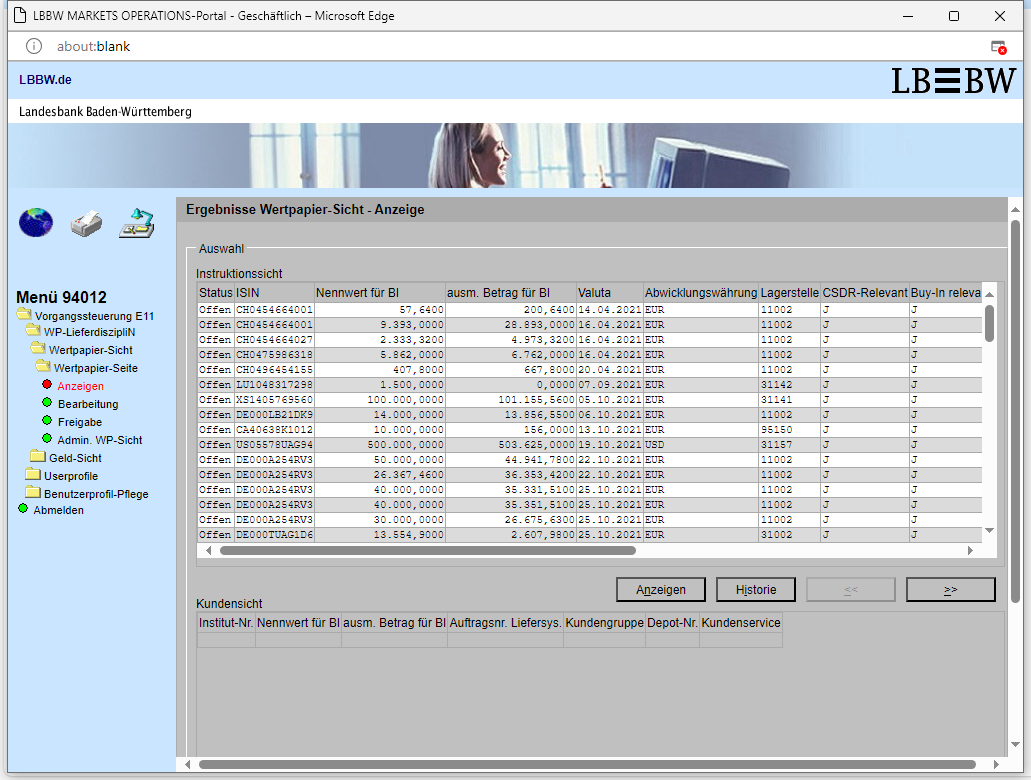 LBBW MARKETS OPERATIONS-Portal - Geschäftlich – Microsoft Edge
about:blank
LBBW.de
LB≡BW
Landesbank Baden-Württemberg
Menü 94012
Vorgangssteuerung E11
WP-LieferdiszipliN
Wertpapier-Sicht
Wertpapier-Seite
Anzeigen
Bearbeitung
Freigabe
Admin. WP-Sicht
Geld-Sicht
Userprofile
Benutzerprofil-Pflege
Abmelden
Ergebnisse Wertpapier-Sicht - Anzeige
Auswahl
Instruktionssicht
Status ISIN Nennwert für BI ausm. Betrag für BI Valuta Abwicklungswährung Lagerstelle CSDR-Relevant Buy-In releva
Offen CH0454664001 57,6400 200,6400 14.04.2021 EUR 11002 J J
Offen CH0454664001 9.393,0000 28.893,0000 16.04.2021 EUR 11002 J J
Offen CH0454664027 2.333,3200 4.973,3200 16.04.2021 EUR 11002 J J
Offen CH0475986318 5.862,0000 6.762,0000 16.04.2021 EUR 11002 J J
Offen CH0496454155 407,8000 667,8000 20.04.2021 EUR 11002 J J
Offen LU1048317298 1.500,0000 0,0000 07.09.2021 EUR 31142 J J
Offen XS1405769560 100.000,0000 101.155,5600 05.10.2021 EUR 31141 J J
Offen DE000LB21DK9 14.000,0000 13.856,5500 06.10.2021 EUR 11002 J J
Offen CA40638K1012 10.000,0000 156,0000 13.10.2021 EUR 95150 J J
Offen US05578UAG94 500.000,0000 503.625,0000 19.10.2021 USD 31157 J J
Offen DE000A254RV3 50.000,0000 44.941,7800 22.10.2021 EUR 11002 J J
Offen DE000A254RV3 26.367,4600 36.353,4200 22.10.2021 EUR 11002 J J
Offen DE000A254RV3 40.000,0000 35.331,5100 25.10.2021 EUR 11002 J J
Offen DE000A254RV3 40.000,0000 35.351,5100 25.10.2021 EUR 11002 J J
Offen DE000A254RV3 30.000,0000 26.675,6300 25.10.2021 EUR 11002 J J
Offen DE000TUAG1D6 13.554,9000 2.607,9800 25.10.2021 EUR 31002 J J
Anzeigen Historie << >>
Kundensicht
Institut-Nr. Nennwert für BI ausm. Betrag für BI Auftragsnr. Liefersys. Kundengruppe Depot-Nr. Kundenservice